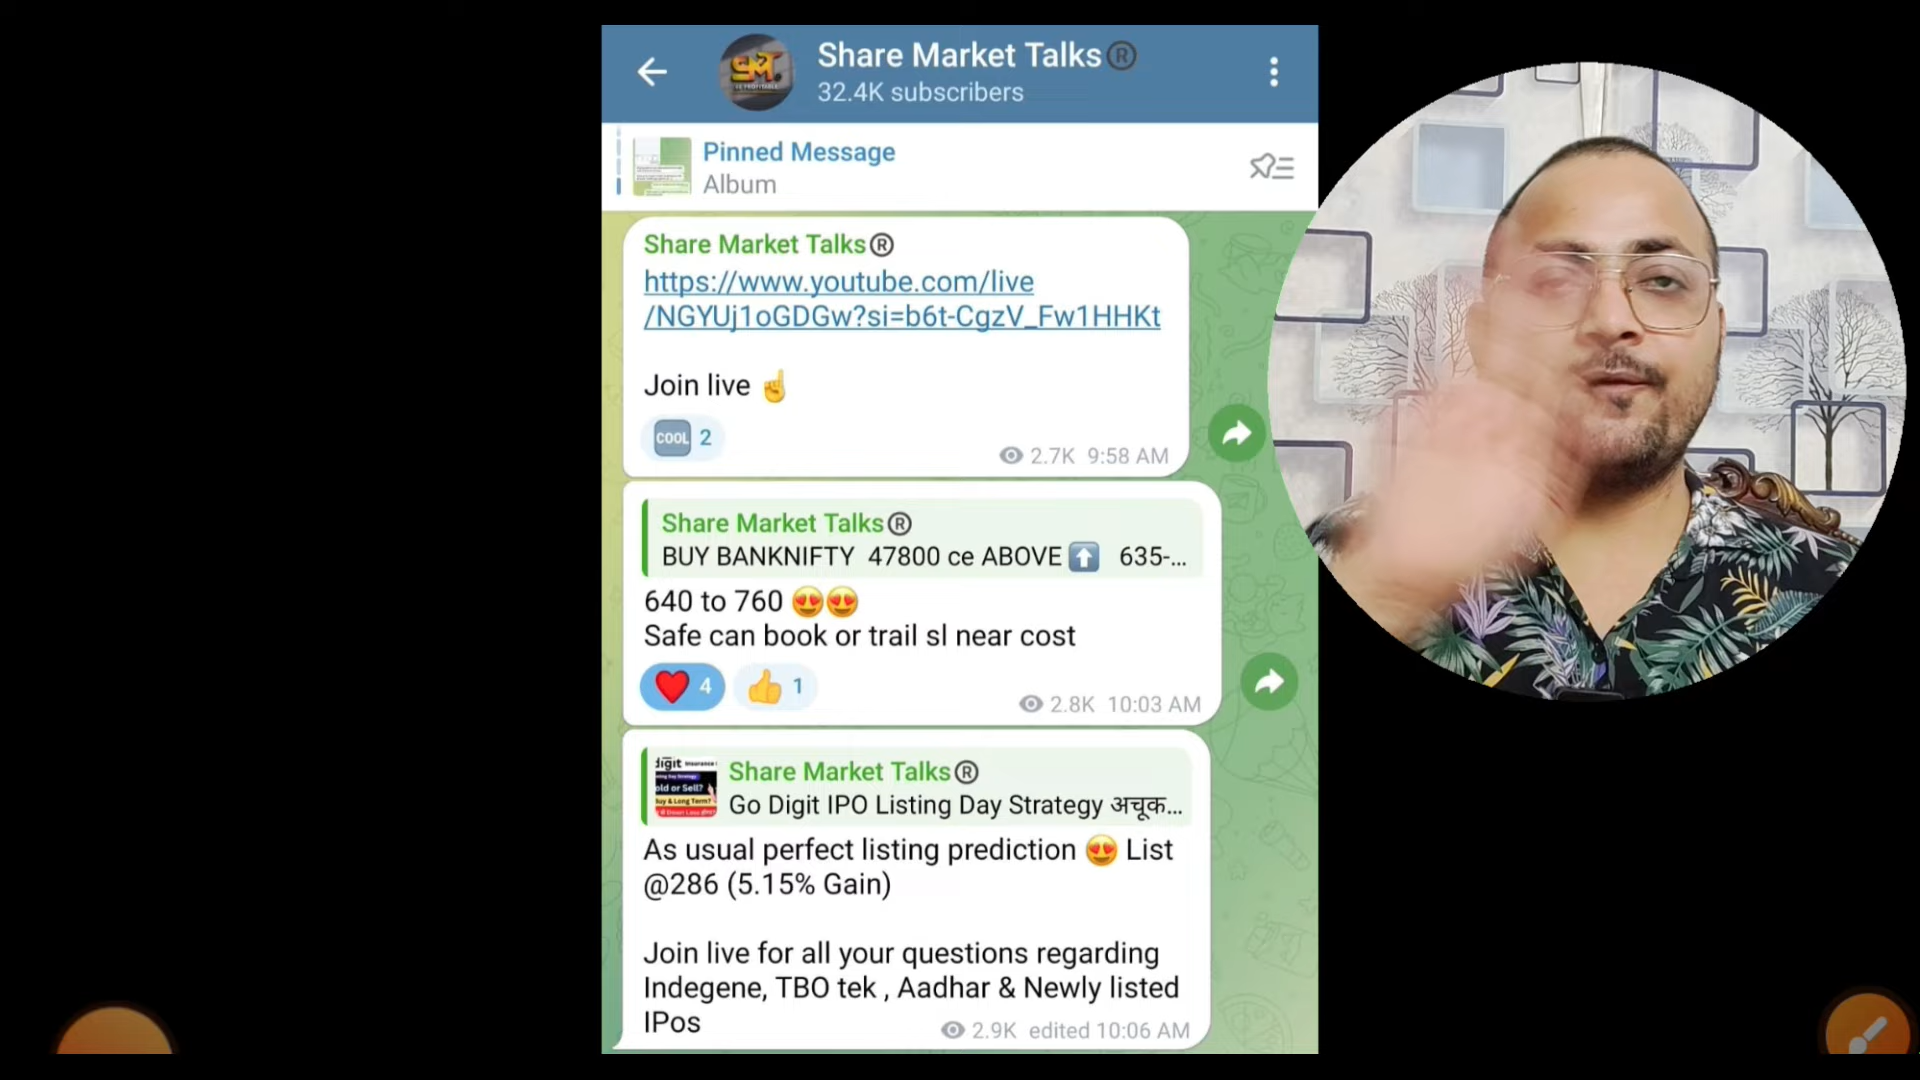 Share Market Talks®
32.4K subscribers
Pinned Message
Album
Share Market Talks®
https://www.youtube.com/live
/NGYUj1oGDGw?si=b6t-CgzV_Fw1HHKt
Join live ☝️
COOL 2
2.7K 9:58 AM
Share Market Talks®
BUY BANKNIFTY 47800 ce ABOVE ⬆️ 635-...
640 to 760 😍😍
Safe can book or trail sl near cost
❤️ 4 👍 1
2.8K 10:03 AM
Share Market Talks®
Go Digit IPO Listing Day Strategy अचूक...
As usual perfect listing prediction 😍 List
@286 (5.15% Gain)
Join live for all your questions regarding
Indegene, TBO tek , Aadhar & Newly listed
IPos
2.9K edited 10:06 AM